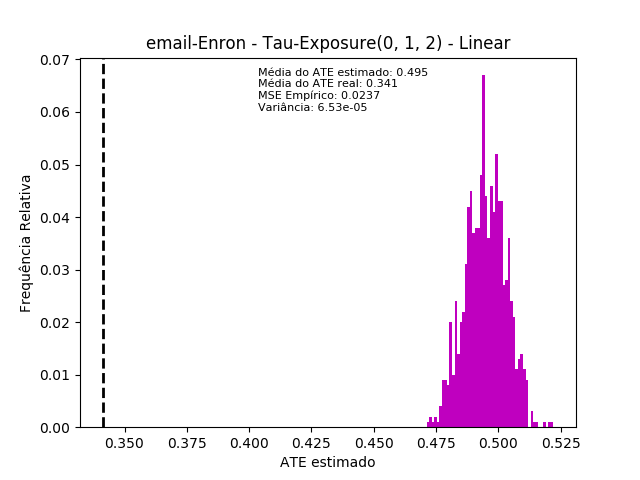 email-Enron - Tau-Exposure(0, 1, 2) - Linear
0.07
0.06
0.05
0.04
0.03
0.02
0.01
0.00
Frequência Relativa
Média do ATE estimado: 0.495
Média do ATE real: 0.341
MSE Empírico: 0.0237
Variância: 6.53e-05
0.350 0.375 0.400 0.425 0.450 0.475 0.500 0.525
ATE estimado